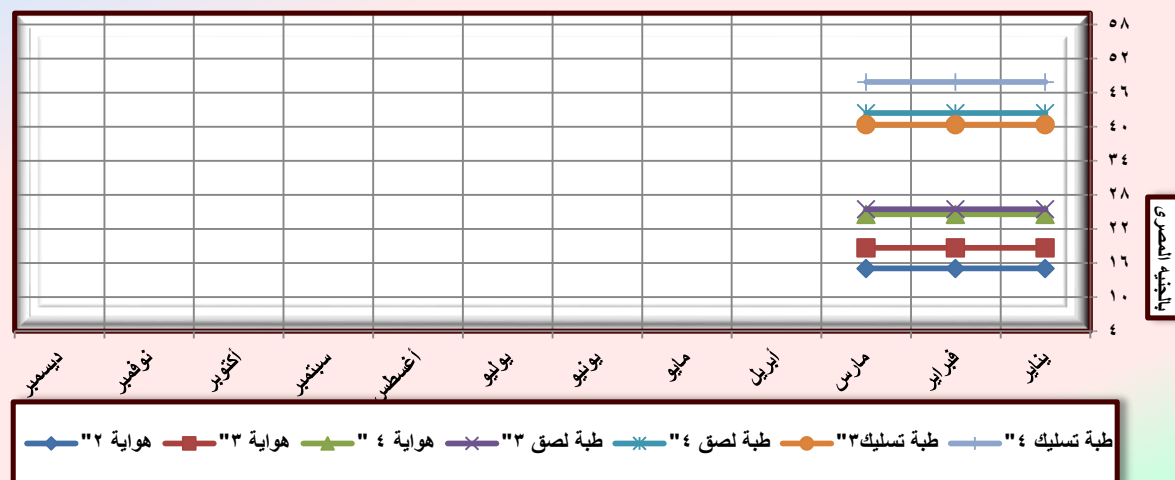 ٥٨
٥٢
٤٦
٤٠
٣٤
٢٨
٢٢
١٦
١٠
٤
بالجنيه المصرى
يناير
فبراير
مارس
أبريل
مايو
يونيو
يوليو
أغسطس
سبتمبر
أكتوبر
نوفمبر
ديسمبر
هواية ٢"
هواية ٣"
هواية ٤ "
طبة لصق ٣"
طبة لصق ٤"
طبة تسليك٣"
طبة تسليك ٤"